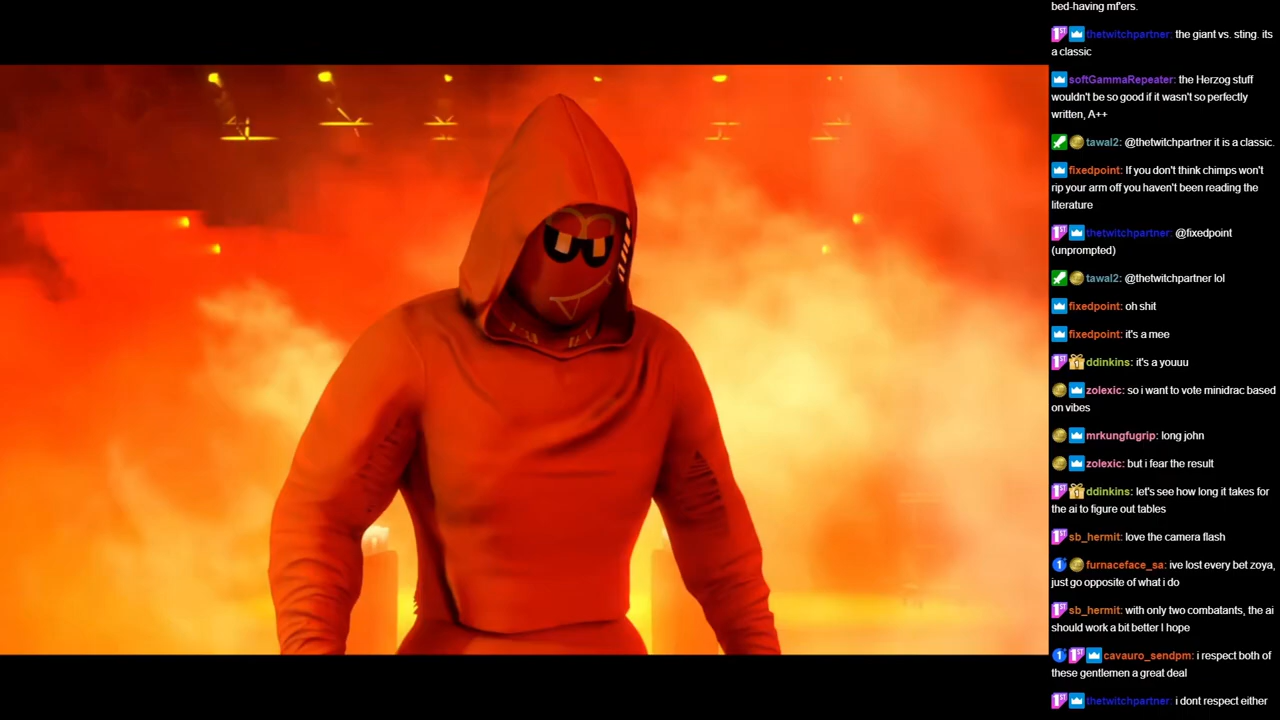 bed-having mf'ers.
thetwitchpartner: the giant vs. sting. its
a classic
softGammaRepeater: the Herzog stuff
wouldn't be so good if it wasn't so perfectly
written, A++
tawal2: @thetwitchpartner it is a classic.
fixedpoint: If you don't think chimps won't
rip your arm off you haven't been reading the
literature
thetwitchpartner: @fixedpoint
(unprompted)
tawal2: @thetwitchpartner lol
fixedpoint: oh shit
fixedpoint: it's a mee
ddinkins: it's a youuu
zolexic: so i want to vote minidrac based
on vibes
mrkungfugrip: long john
zolexic: but i fear the result
ddinkins: let's see how long it takes for
the ai to figure out tables
sb_hermit: love the camera flash
furnaceface_sa: ive lost every bet zoya,
just go opposite of what i do
sb_hermit: with only two combatants, the ai
should work a bit better I hope
cavauro_sendpm: i respect both of
these gentlemen a great deal
thetwitchpartner: i dont respect either